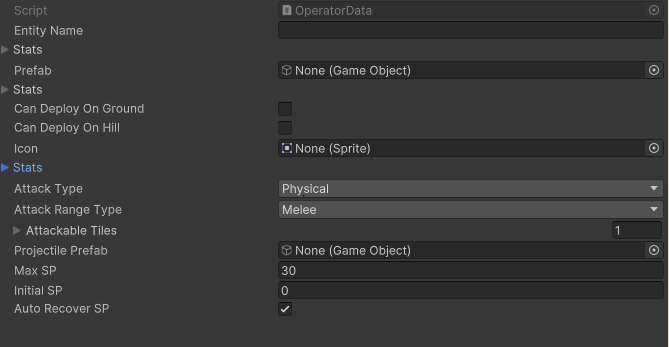 Script OperatorData
Entity Name
Stats
Prefab None (Game Object)
Stats
Can Deploy On Ground
Can Deploy On Hill
Icon None (Sprite)
Stats
Attack Type Physical
Attack Range Type Melee
Attackable Tiles 1
Projectile Prefab None (Game Object)
Max SP 30
Initial SP 0
Auto Recover SP